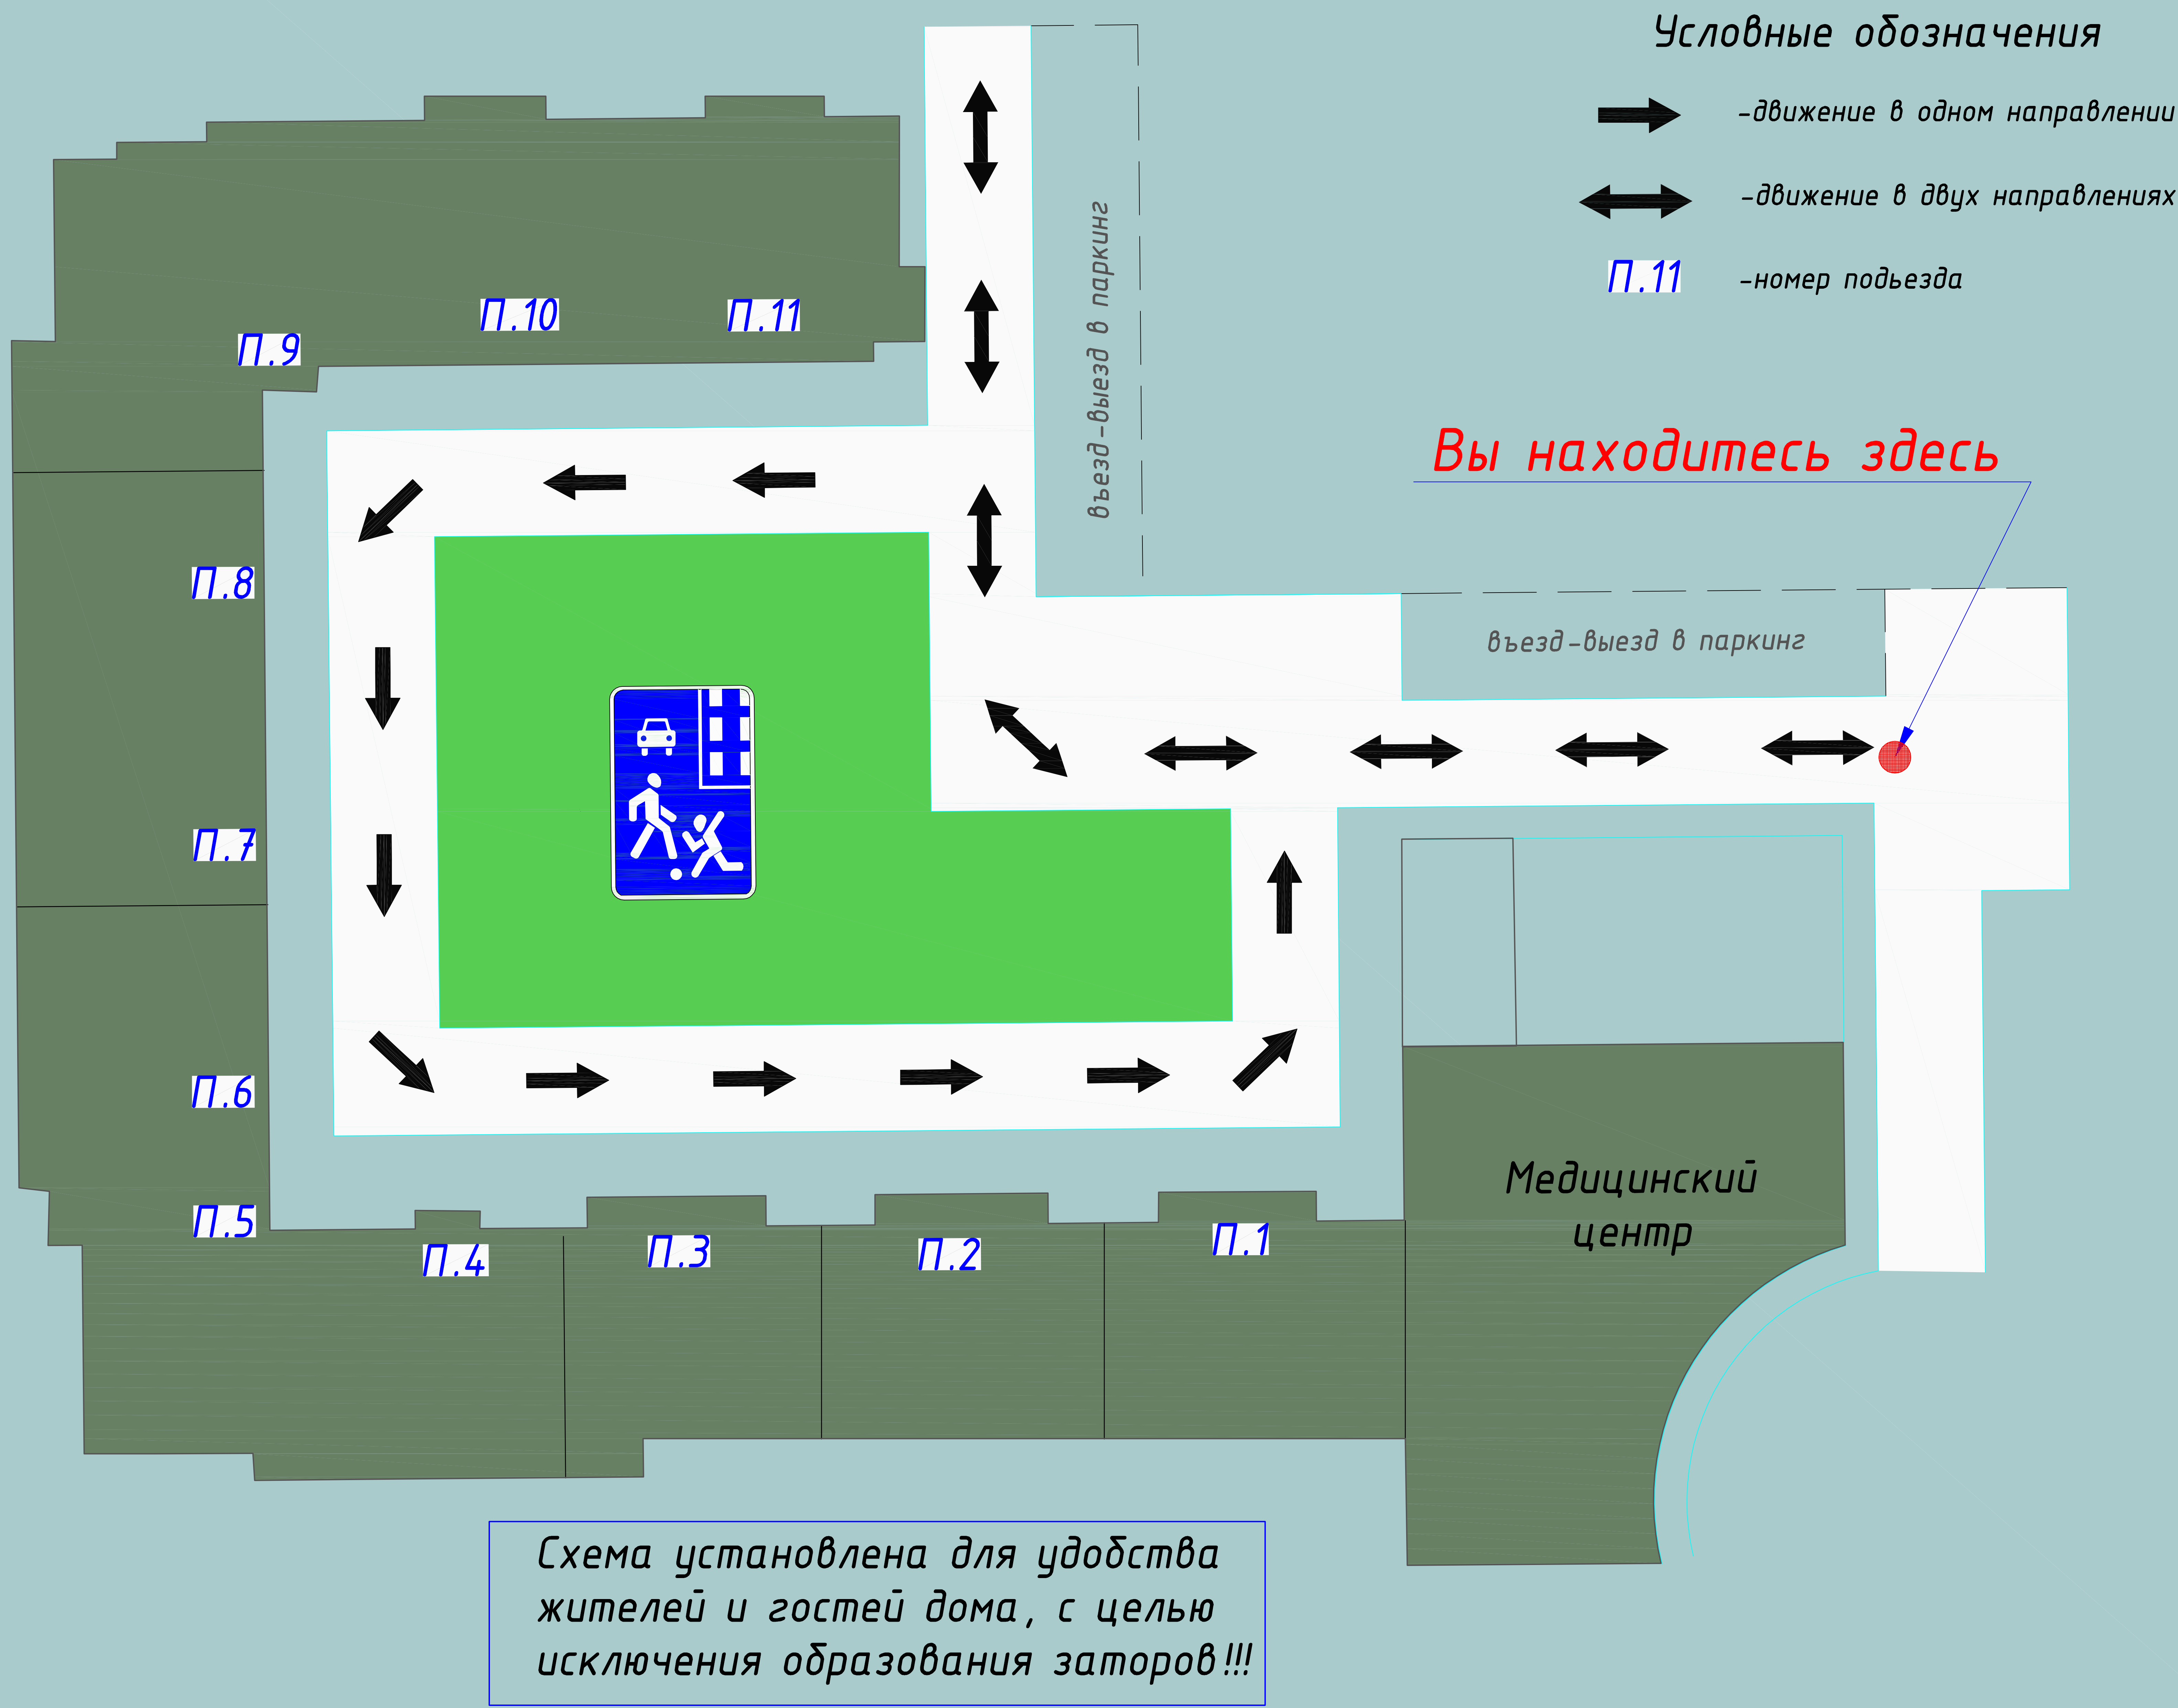 Условные обозначения
-движение в одном направлении
-движение в двух направлениях
П.11
-номер подьезда
въезд-выезд в паркинг
Вы находитесь здесь
въезд-выезд в паркинг
П.10
П.11
П.9
П.8
П.7
П.6
П.5
П.4
П.3
П.2
П.1
Медицинский
центр
Схема установлена для удобства
жителей и гостей дома, с целью
исключения образования заторов!!!